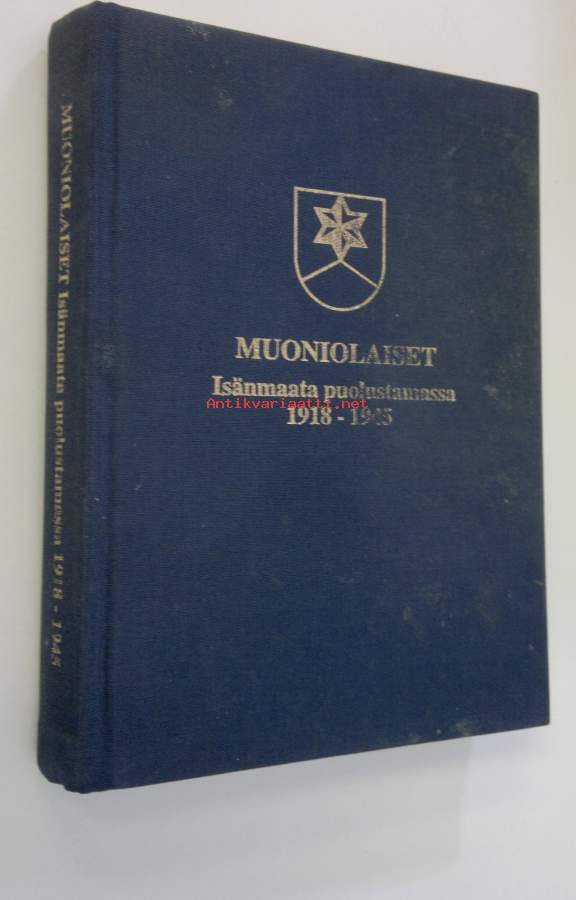 MUONIOLAISET Isänmaata puolustamassa 1918 - 1945
MUONIOLAISET
Isänmaata puolustamassa
Antikvariaatti.net
1918 - 1945